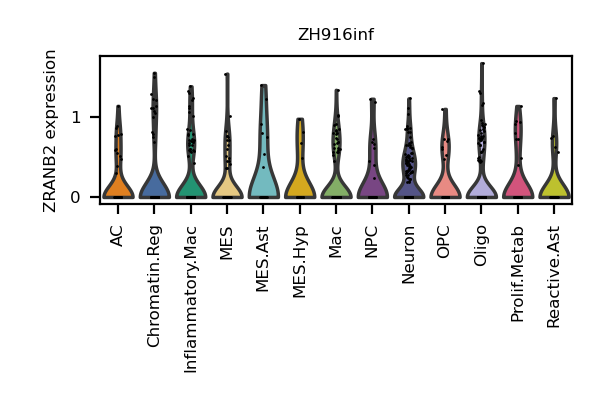 ZH916inf
ZRANB2 expression
1
0
AC
Chromatin.Reg
Inflammatory.Mac
MES
MES.Ast
MES.Hyp
Mac
NPC
Neuron
OPC
Oligo
Prolif.Metab
Reactive.Ast